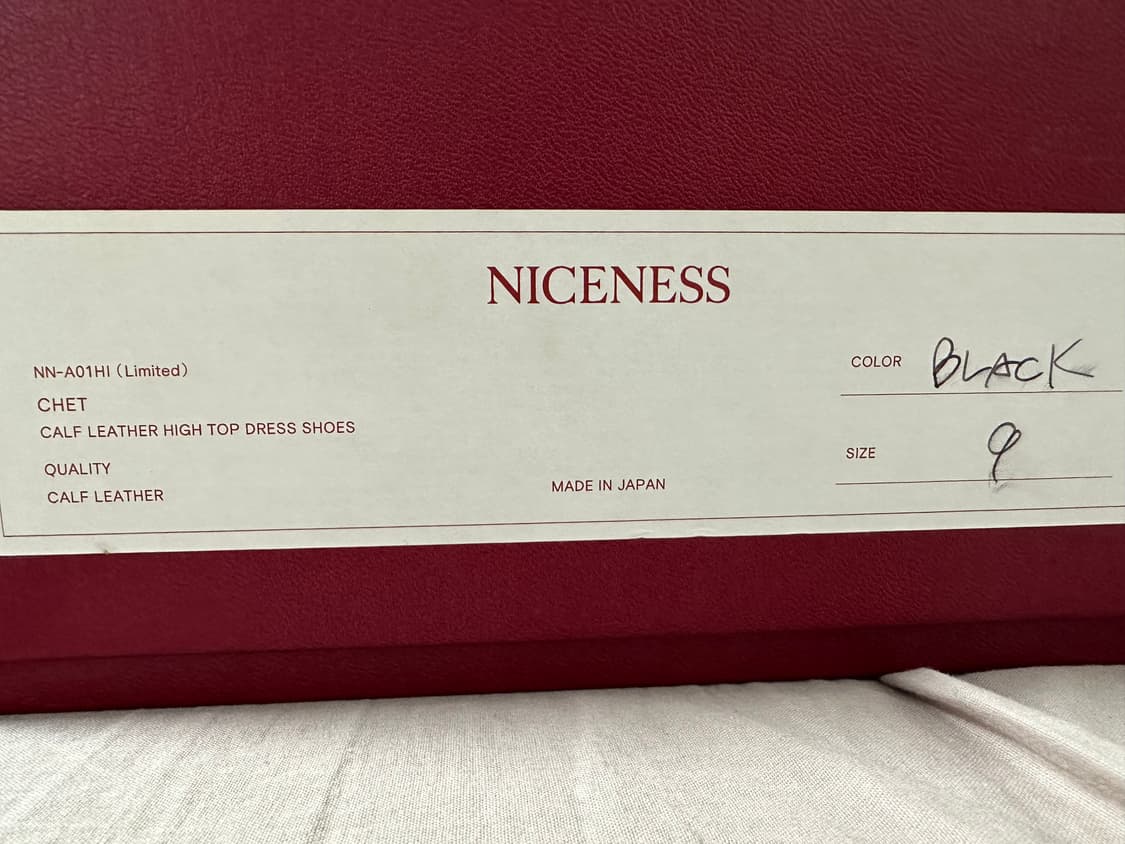 NICENESS
NN-A01HI (Limited)
CHET
CALF LEATHER HIGH TOP DRESS SHOES
QUALITY
CALF LEATHER
MADE IN JAPAN
COLOR BLACK
SIZE 9